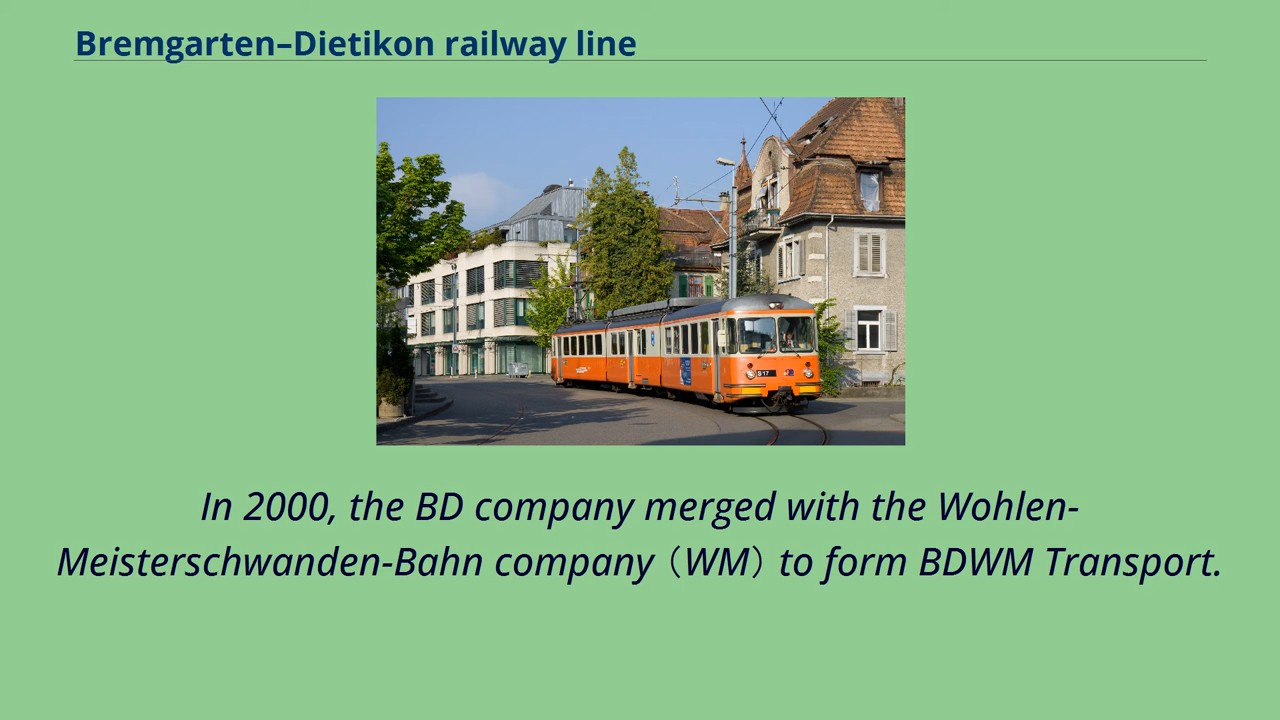 Bremgarten–Dietikon railway line
S 17
In 2000, the BD company merged with the Wohlen-
Meisterschwanden-Bahn company (WM) to form BDWM Transport.